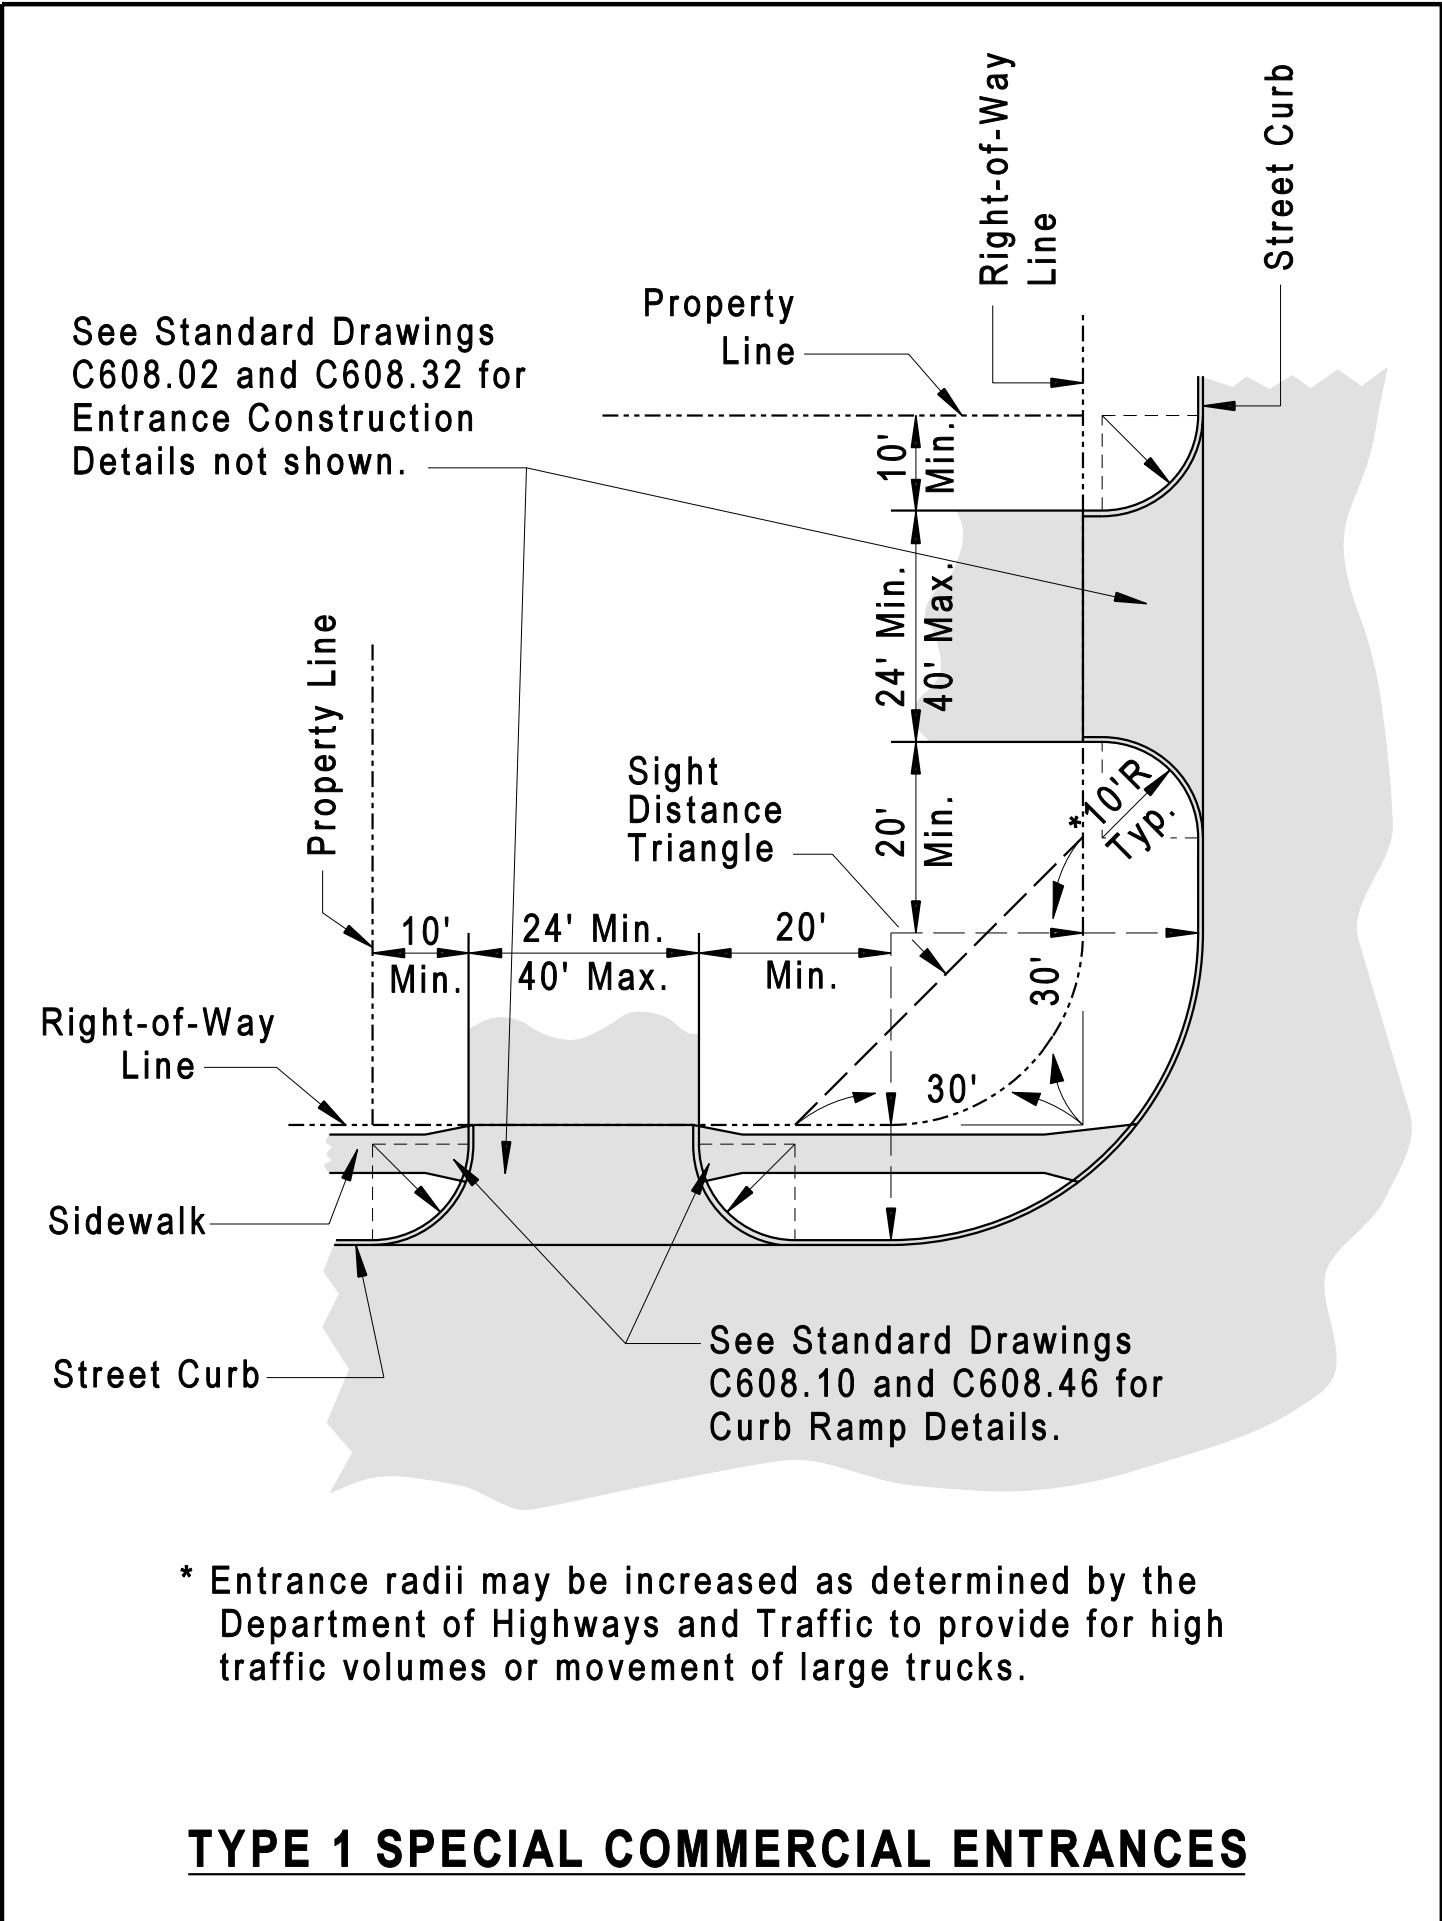 Right-of-Way
Line
Street Curb
Property
Line
See Standard Drawings
C608.02 and C608.32 for
Entrance Construction
Details not shown.
10'
Min.
24' Min.
40' Max.
Property Line
Sight
Distance
Triangle
20'
Min.
*10'R
Typ.
10'
Min.
24' Min.
40' Max.
20'
Min.
30'
30'
Right-of-Way
Line
Sidewalk
Street Curb
See Standard Drawings
C608.10 and C608.46 for
Curb Ramp Details.
* Entrance radii may be increased as determined by the
Department of Highways and Traffic to provide for high
traffic volumes or movement of large trucks.
TYPE 1 SPECIAL COMMERCIAL ENTRANCES